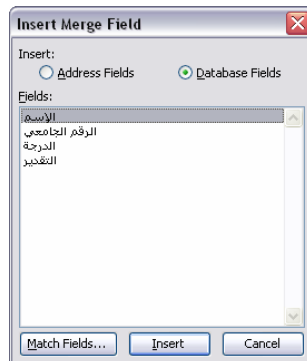 Insert Merge Field
Insert:
Address Fields
Database Fields
Fields:
الإسم
الرقم الجامعي
الدرجة
التقدير
Match Fields...
Insert
Cancel